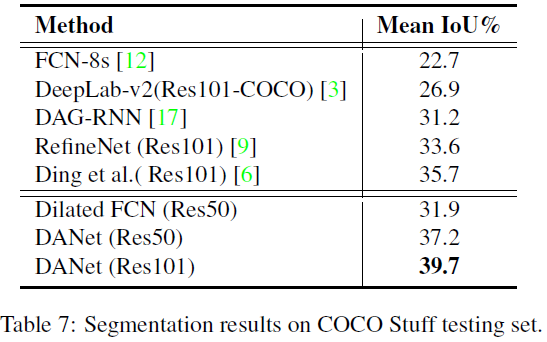 Method Mean IoU%
FCN-8s [12] 22.7
DeepLab-v2(Res101-COCO) [3] 26.9
DAG-RNN [17] 31.2
RefineNet (Res101) [9] 33.6
Ding et al.( Res101) [6] 35.7
Dilated FCN (Res50) 31.9
DANet (Res50) 37.2
DANet (Res101) 39.7
Table 7: Segmentation results on COCO Stuff testing set.